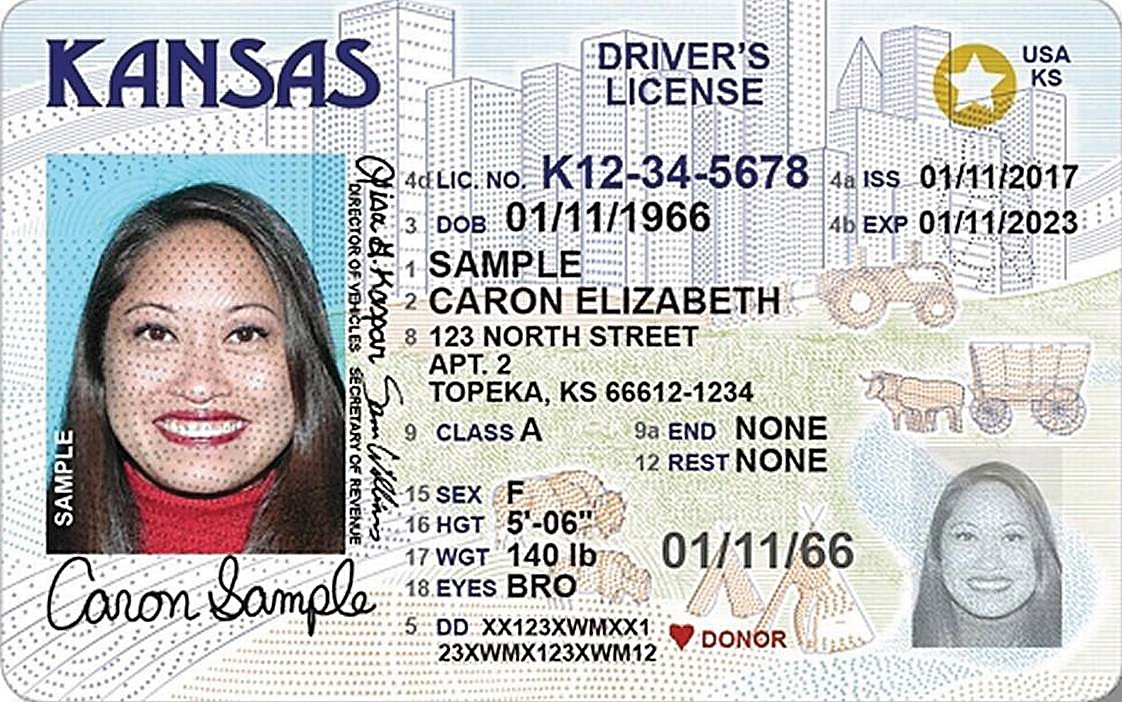 KANSAS
DRIVER'S
LICENSE
USA
KS
4d LIC. NO. K12-34-5678
4a ISS 01/11/2017
3 DOB 01/11/1966
4b EXP 01/11/2023
1 SAMPLE
2 CARON ELIZABETH
8 123 NORTH STREET
APT. 2
TOPEKA, KS 66612-1234
9 CLASS A
9a END NONE
12 REST NONE
15 SEX F
16 HGT 5'-06"
17 WGT 140 lb
18 EYES BRO
01/11/66
5 DD XX123XWMXX1
23XWMX123XWM12
DONOR
SAMPLE
DIRECTOR OF VEHICLES SECRETARY OF REVENUE
Caron Sample